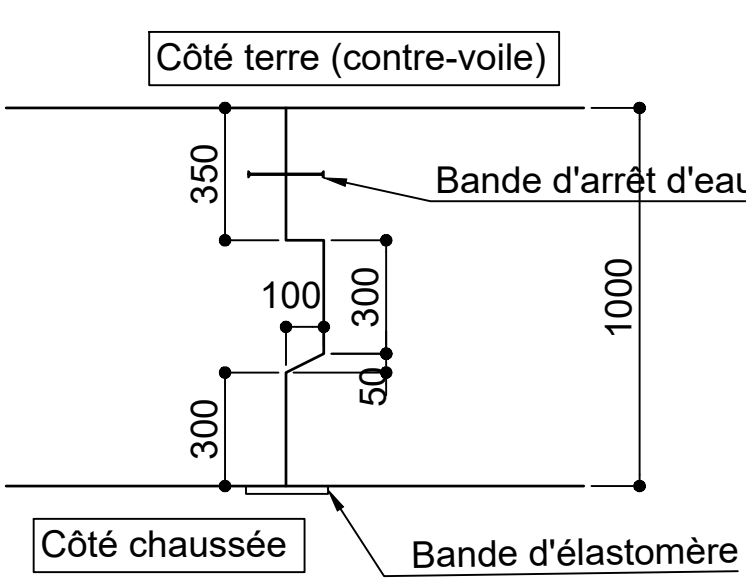 Côté terre (contre-voile)
350
Bande d'arrêt d'eau
100
300
1000
50
300
Côté chaussée
Bande d'élastomère